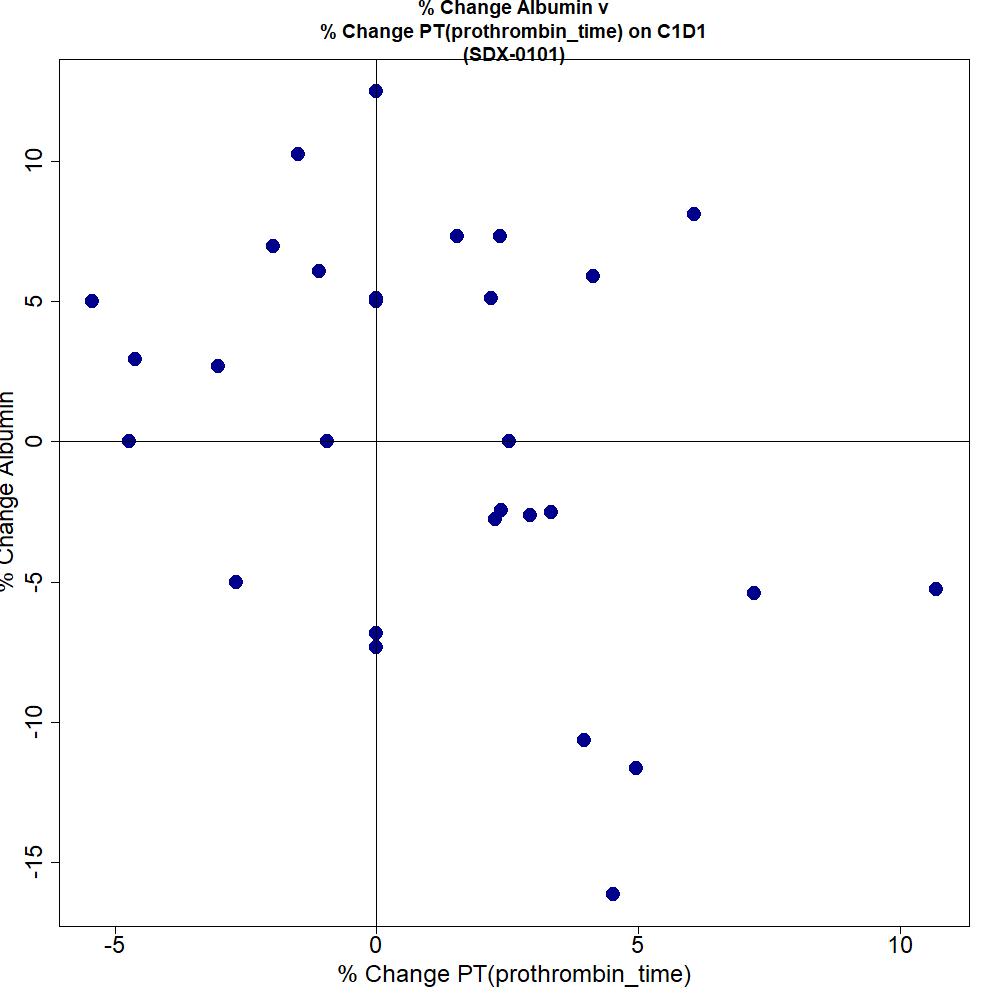 % Change Albumin v
% Change PT(prothrombin_time) on C1D1
(SDX-0101)
% Change Albumin
10
5
0
-5
-10
-15
-5
0
5
10
% Change PT(prothrombin_time)